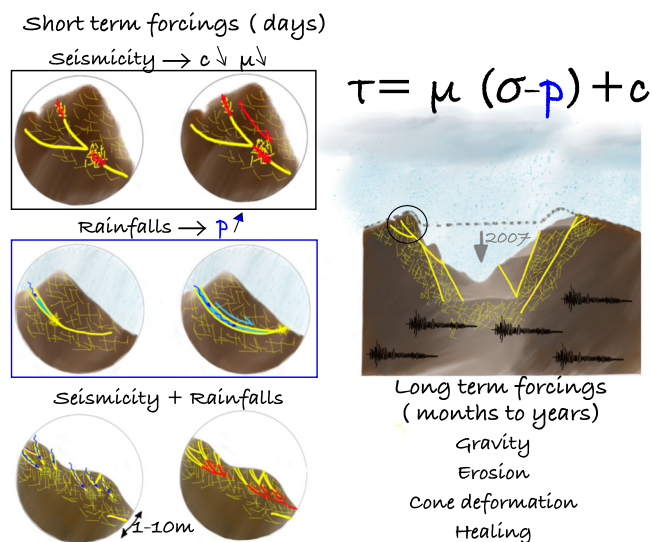 Short term forcings ( days)
Seismicity → c ↘ μ ↘
Rainfalls → p ↗
Seismicity + Rainfalls
1-10m
τ = μ (σ-p) + c
2007
Long term forcings
( months to years)
Gravity
Erosion
Cone deformation
Healing